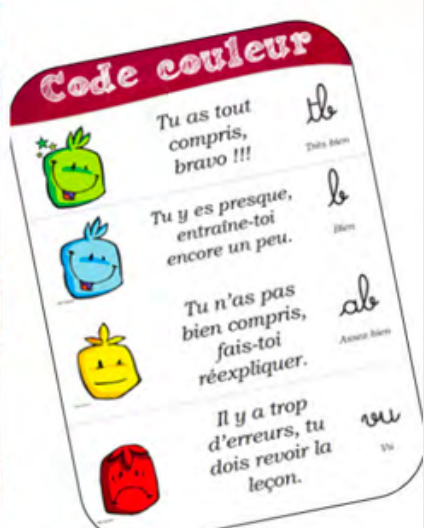 Code couleur
Tu as tout
compris,
bravo !!!
tb
Très bien
Tu y es presque,
entraîne-toi
encore un peu.
b
Bien
Tu n'as pas
bien compris,
fais-toi
réexpliquer.
ab
Assez bien
Il y a trop
d'erreurs, tu
dois revoir la
leçon.
vu
Vu